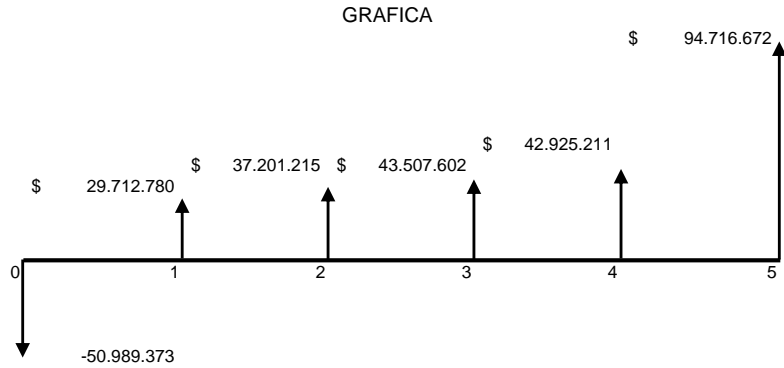 GRAFICA
$ 94.716.672
$ 42.925.211
$ 37.201.215 $ 43.507.602
$ 29.712.780
0 1 2 3 4 5
-50.989.373